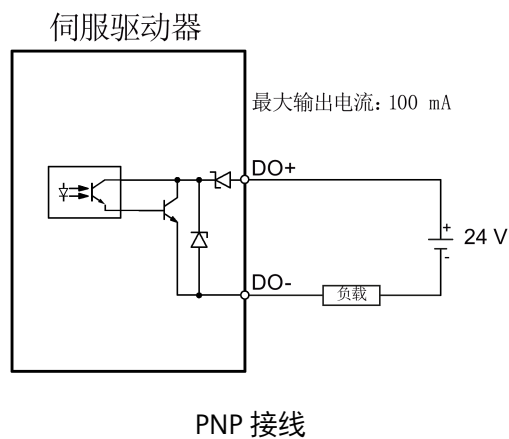 伺服驱动器
最大输出电流：100 mA
DO+
+
24 V
-
DO-
负载
PNP 接线